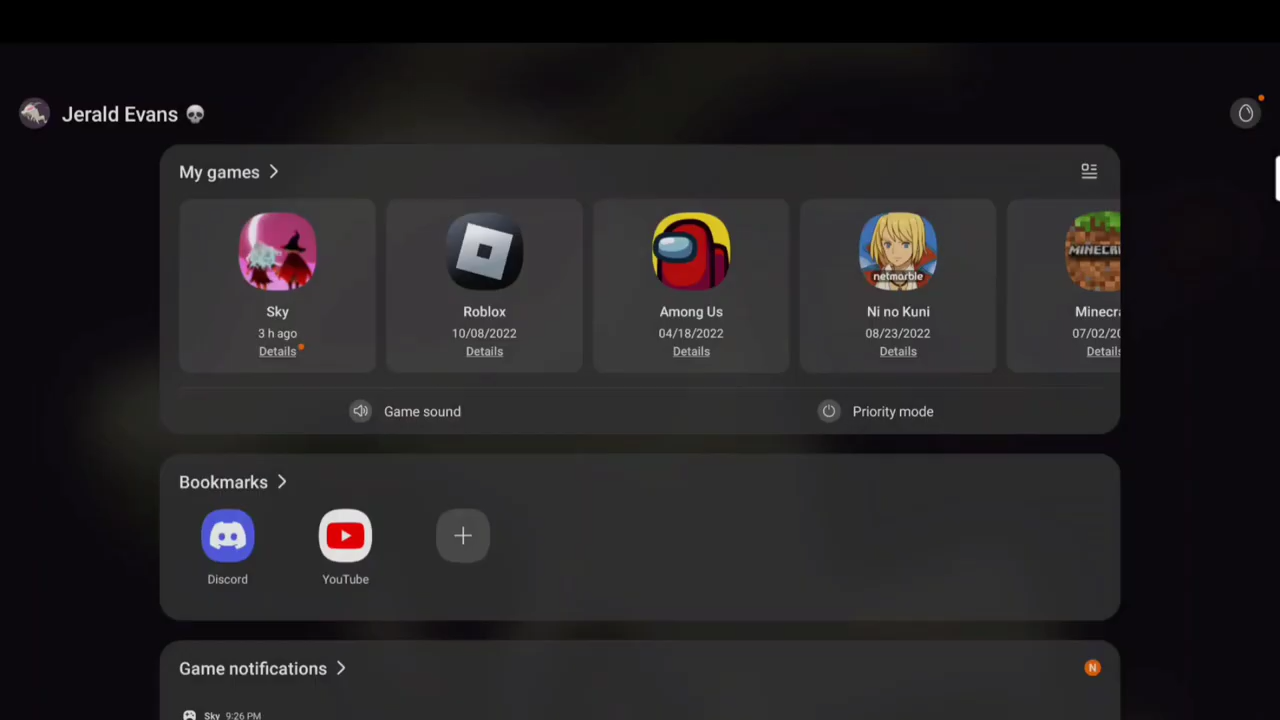 Jerald Evans 💀
My games
Sky
3 h ago
Details
Roblox
10/08/2022
Details
Among Us
04/18/2022
Details
netmarble
Ni no Kuni
08/23/2022
Details
MINECR
Minecra
07/02/20
Details
Game sound
Priority mode
Bookmarks
Discord
YouTube
Game notifications
N
Sky 9:26 PM